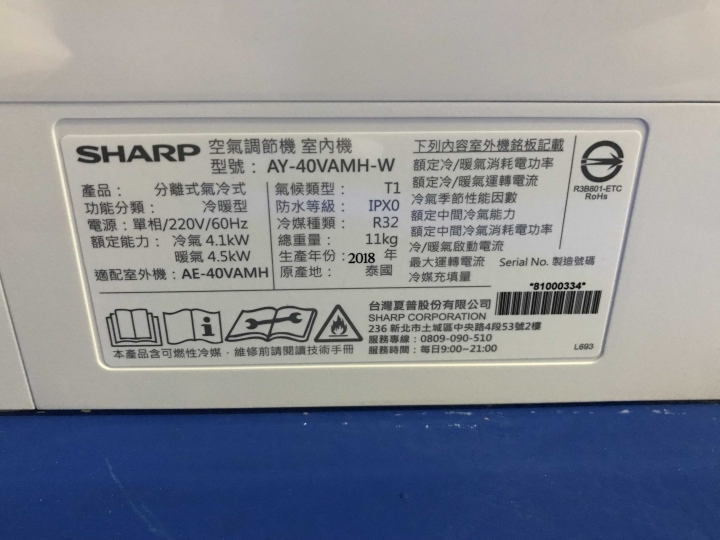 SHARP 空氣調節機 室內機
型號： AY-40VAMH-W
產品： 分離式氣冷式
功能分類： 冷暖型
電源：單相/220V/60Hz
額定能力： 冷氣 4.1kW
暖氣 4.5kW
適配室外機：AE-40VAMH
氣候類型： T1
防水等級： IPX0
冷媒種類： R32
總重量： 11kg
生產年份：2018 年
原產地： 泰國
下列內容室外機銘板記載
額定冷/暖氣消耗電功率
額定冷/暖氣運轉電流
冷氣季節性能因數
額定中間冷氣能力
額定中間冷氣消耗電功率
冷/暖氣啟動電流
最大運轉電流
冷媒充填量
R3B801-ETC
RoHs
Serial No. 製造號碼
*81000334*
本產品含可燃性冷媒，維修前請閱讀技術手冊
台灣夏普股份有限公司
SHARP CORPORATION
236 新北市土城區中央路4段53號2樓
服務專線：0809-090-510
服務時間：每日9:00~21:00
L693